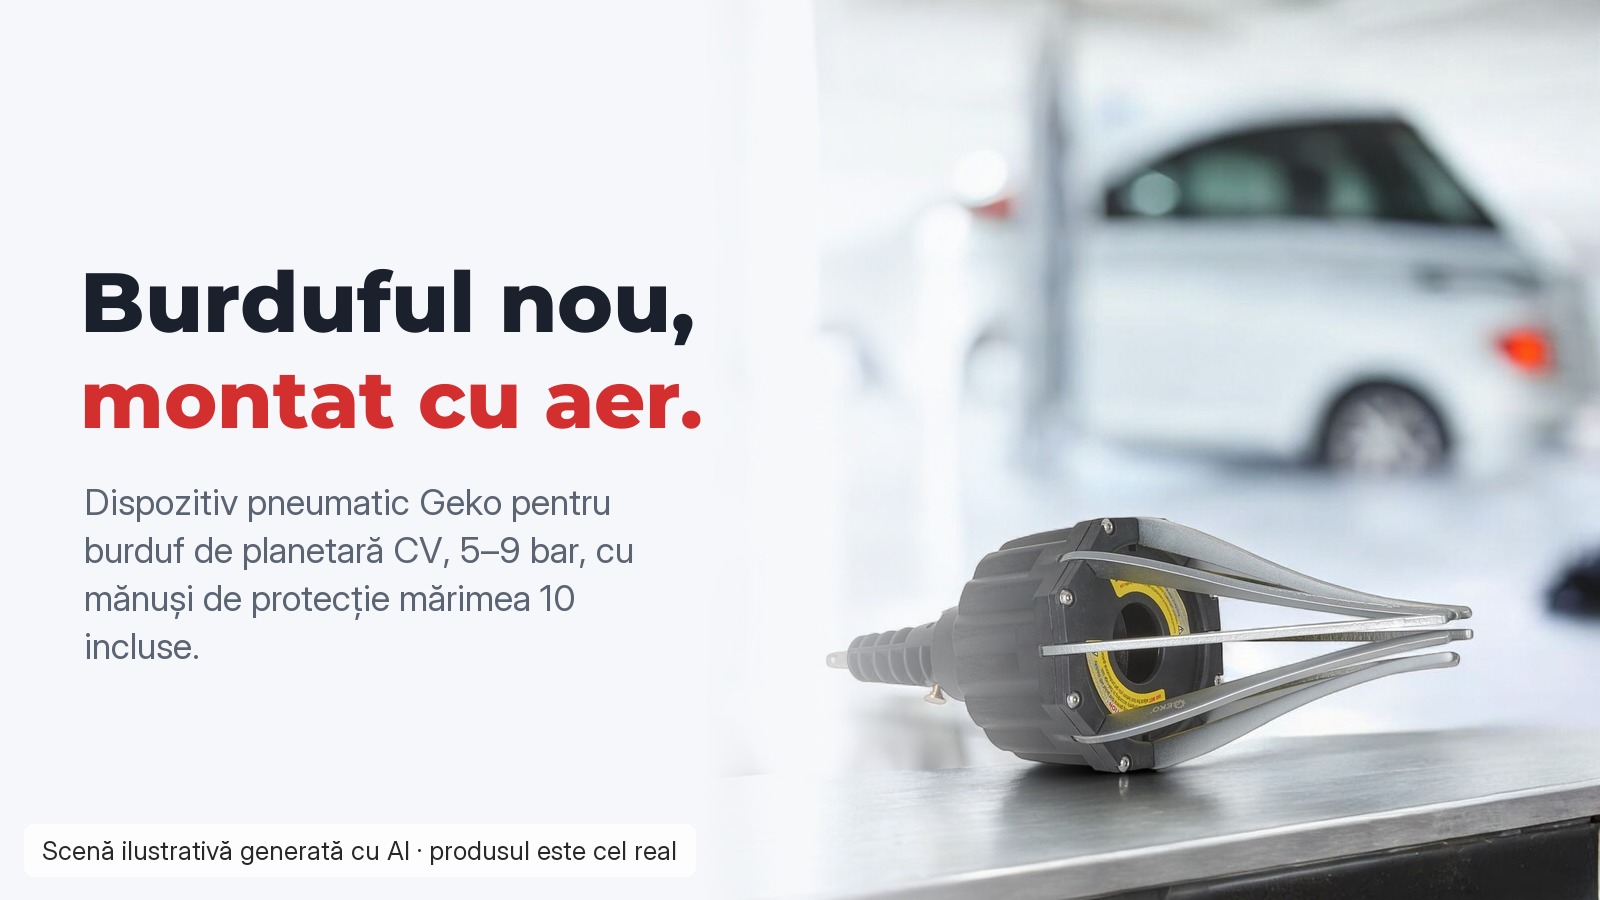 Burduful nou,
montat cu aer.
Dispozitiv pneumatic Geko pentru
burduf de planetară CV, 5–9 bar, cu
mănuși de protecție mărimea 10
incluse.
GEKO
Scenă ilustrativă generată cu AI · produsul este cel real